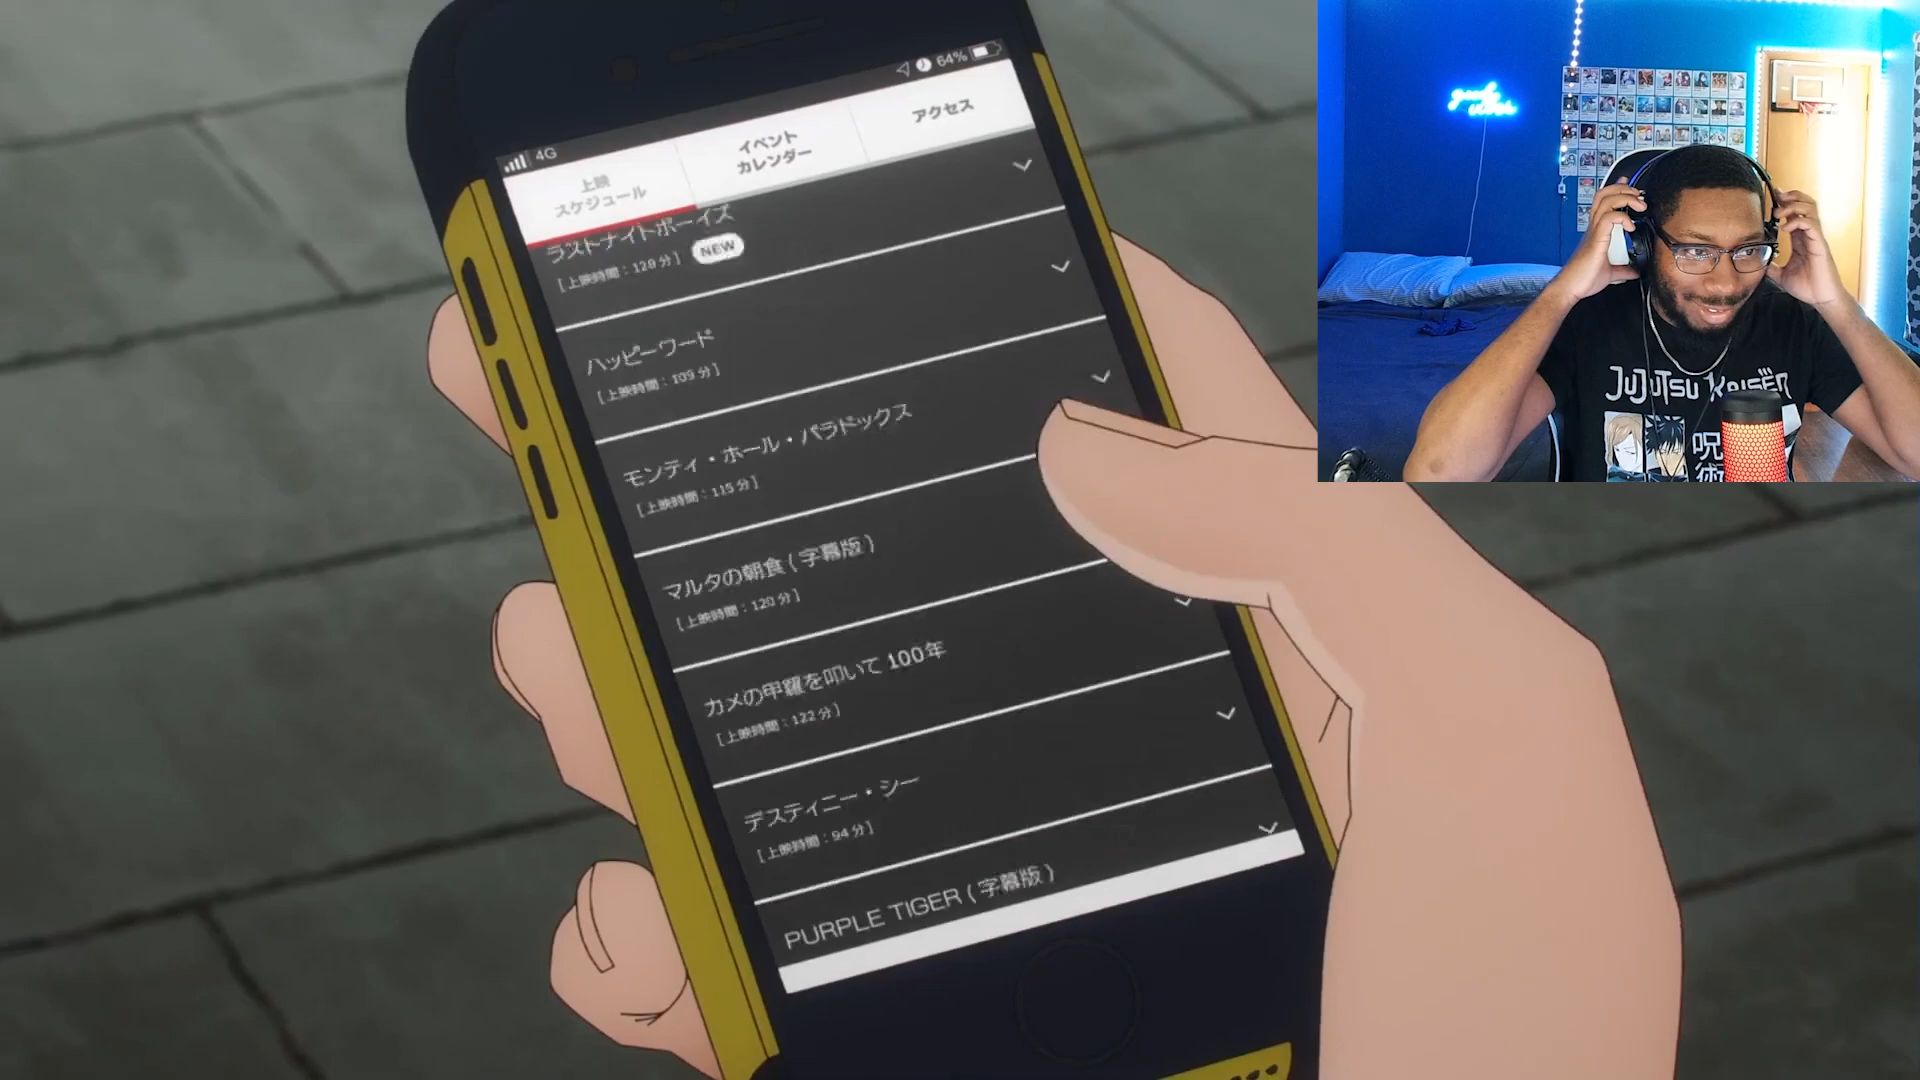 4G
64%
上映
スケジュール
イベント
カレンダー
アクセス
ラストナイトボーイズ
[上映時間:129分]
NEW
ハッピーワード
[上映時間:109分]
モンティ・ホール・パラドックス
[上映時間:115分]
マルタの朝食(字幕版)
[上映時間:120分]
カメの甲羅を叩いて100年
[上映時間:122分]
デスティニー・シー
[上映時間:94分]
PURPLE TIGER(字幕版)
good
vibes
JUJUTSU KAISEN
呪
術